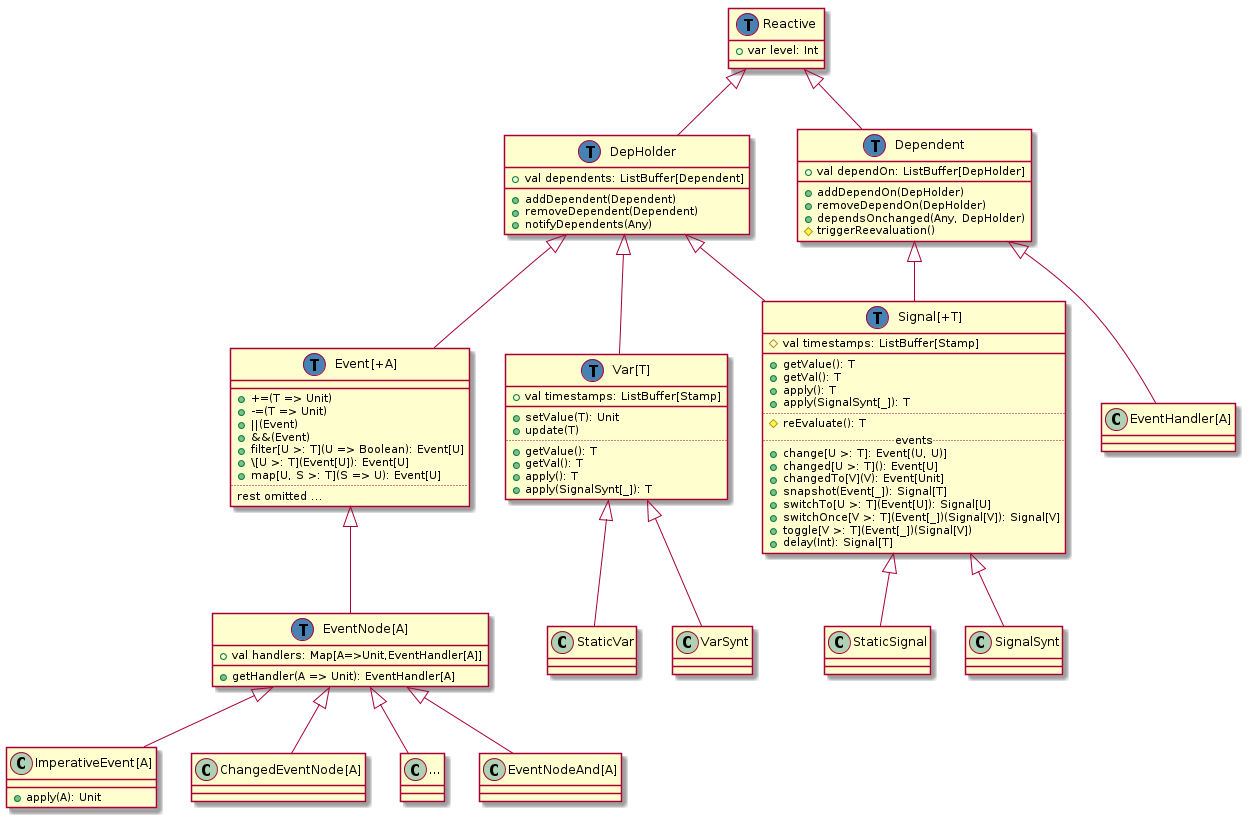 T Reactive
var level: Int
T DepHolder
val dependents: ListBuffer[Dependent]
addDependent(Dependent)
removeDependent(Dependent)
notifyDependents(Any)
T Dependent
val dependOn: ListBuffer[DepHolder]
addDependOn(DepHolder)
removeDependOn(DepHolder)
dependsOnchanged(Any, DepHolder)
triggerReevaluation()
T Event[+A]
+=(T => Unit)
-=(T => Unit)
||(Event)
&&(Event)
filter[U >: T](U => Boolean): Event[U]
\[U >: T](Event[U]): Event[U]
map[U, S >: T](S => U): Event[U]
rest omitted ...
T Var[T]
val timestamps: ListBuffer[Stamp]
setValue(T): Unit
update(T)
getValue(): T
getVal(): T
apply(): T
apply(SignalSynt[_]): T
T Signal[+T]
val timestamps: ListBuffer[Stamp]
getValue(): T
getVal(): T
apply(): T
apply(SignalSynt[_]): T
reEvaluate(): T
events
change[U >: T]: Event[(U, U)]
changed[U >: T](): Event[U]
changedTo[V](V): Event[Unit]
snapshot(Event[_]): Signal[T]
switchTo[U >: T](Event[U]): Signal[U]
switchOnce[V >: T](Event[_])(Signal[V]): Signal[V]
toggle[V >: T](Event[_])(Signal[V])
delay(Int): Signal[T]
C EventHandler[A]
T EventNode[A]
val handlers: Map[A=>Unit,EventHandler[A]]
getHandler(A => Unit): EventHandler[A]
C StaticVar
C VarSynt
C StaticSignal
C SignalSynt
C ImperativeEvent[A]
apply(A): Unit
C ChangedEventNode[A]
C ...
C EventNodeAnd[A]